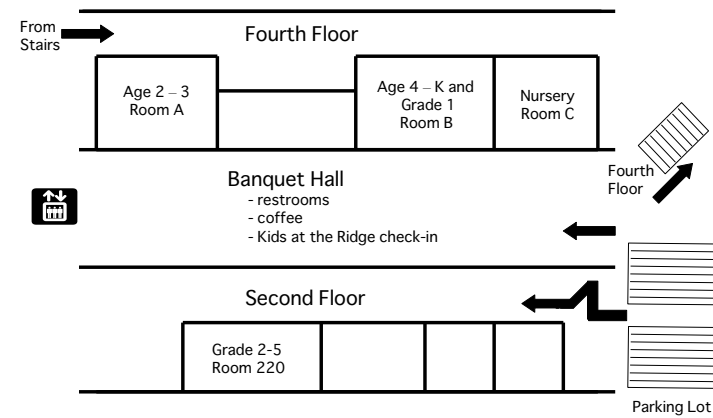 From
Stairs
Fourth Floor
Age 2 – 3
Room A
Age 4 – K and
Grade 1
Room B
Nursery
Room C
Fourth
Floor
Banquet Hall
- restrooms
- coffee
- Kids at the Ridge check-in
Second Floor
Grade 2-5
Room 220
Parking Lot